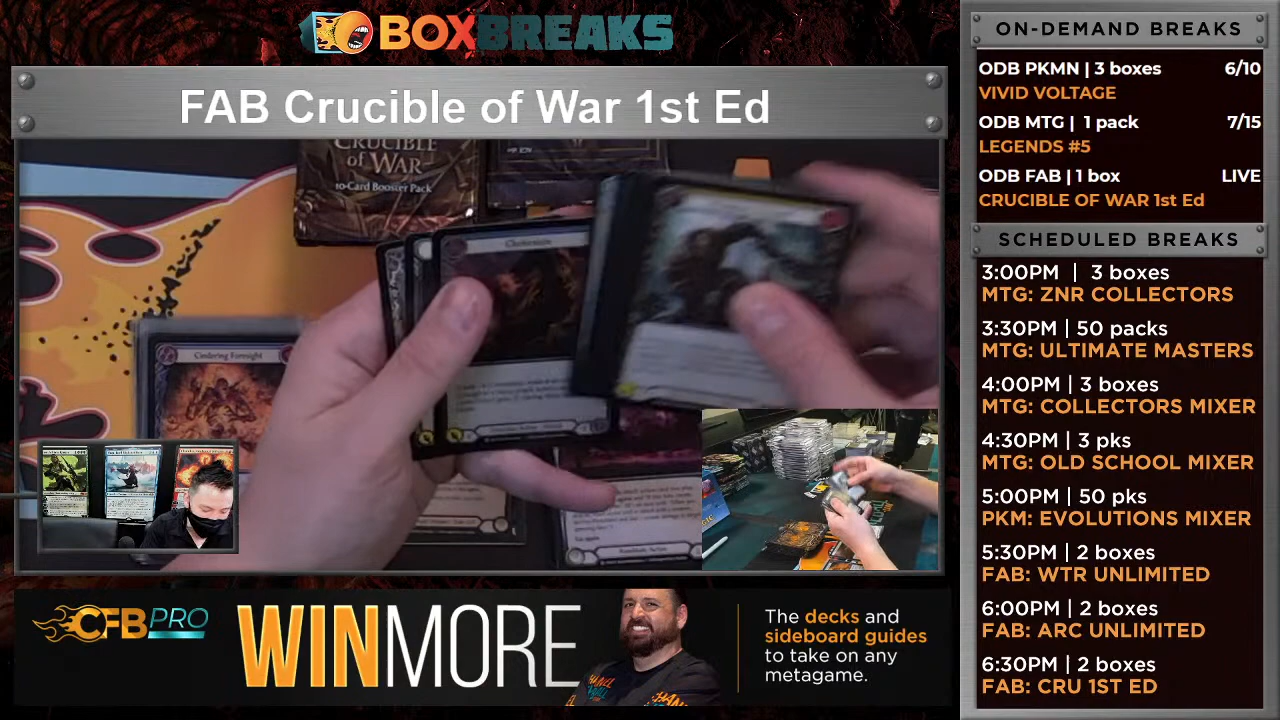 BOXBREAKS
FAB Crucible of War 1st Ed
CRUCIBLE
of WAR
10-Card Booster Pack
Cindering Foresight
CFBPRO
WINMORE
The decks and
sideboard guides
to take on any
metagame.
ON-DEMAND BREAKS
ODB PKMN | 3 boxes 6/10
VIVID VOLTAGE
ODB MTG | 1 pack 7/15
LEGENDS #5
ODB FAB | 1 box LIVE
CRUCIBLE OF WAR 1st Ed
SCHEDULED BREAKS
3:00PM | 3 boxes
MTG: ZNR COLLECTORS
3:30PM | 50 packs
MTG: ULTIMATE MASTERS
4:00PM | 3 boxes
MTG: COLLECTORS MIXER
4:30PM | 3 pks
MTG: OLD SCHOOL MIXER
5:00PM | 50 pks
PKM: EVOLUTIONS MIXER
5:30PM | 2 boxes
FAB: WTR UNLIMITED
6:00PM | 2 boxes
FAB: ARC UNLIMITED
6:30PM | 2 boxes
FAB: CRU 1ST ED